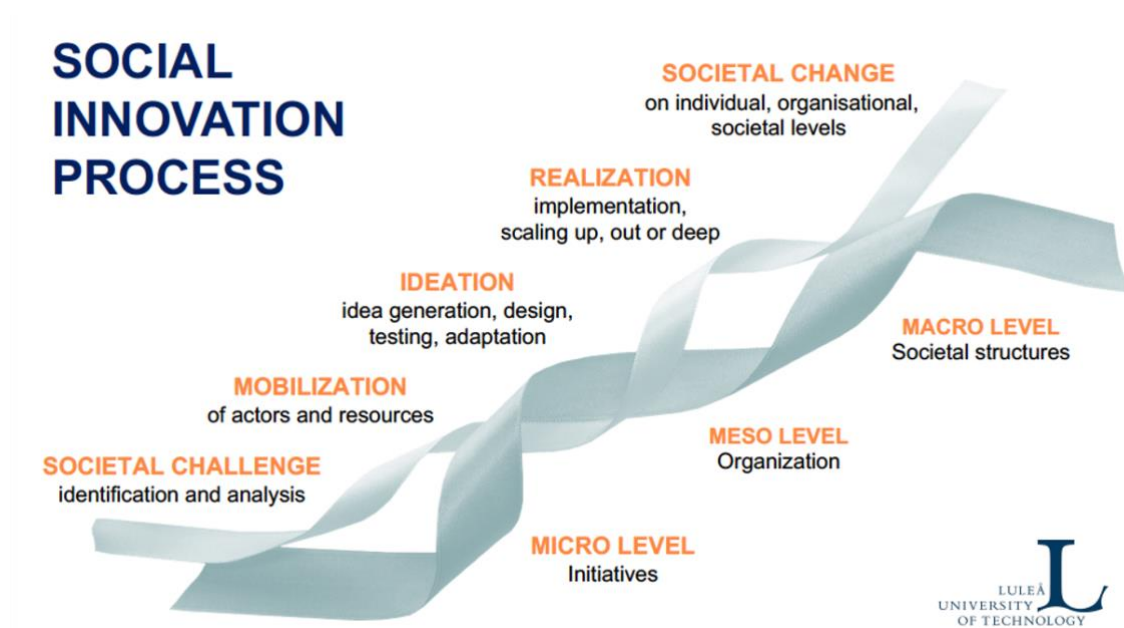 SOCIAL
INNOVATION
PROCESS
SOCIETAL CHANGE
on individual, organisational,
societal levels
REALIZATION
implementation,
scaling up, out or deep
IDEATION
idea generation, design,
testing, adaptation
MOBILIZATION
of actors and resources
SOCIETAL CHALLENGE
identification and analysis
MACRO LEVEL
Societal structures
MESO LEVEL
Organization
MICRO LEVEL
Initiatives
L
LULEÅ
UNIVERSITY
OF TECHNOLOGY